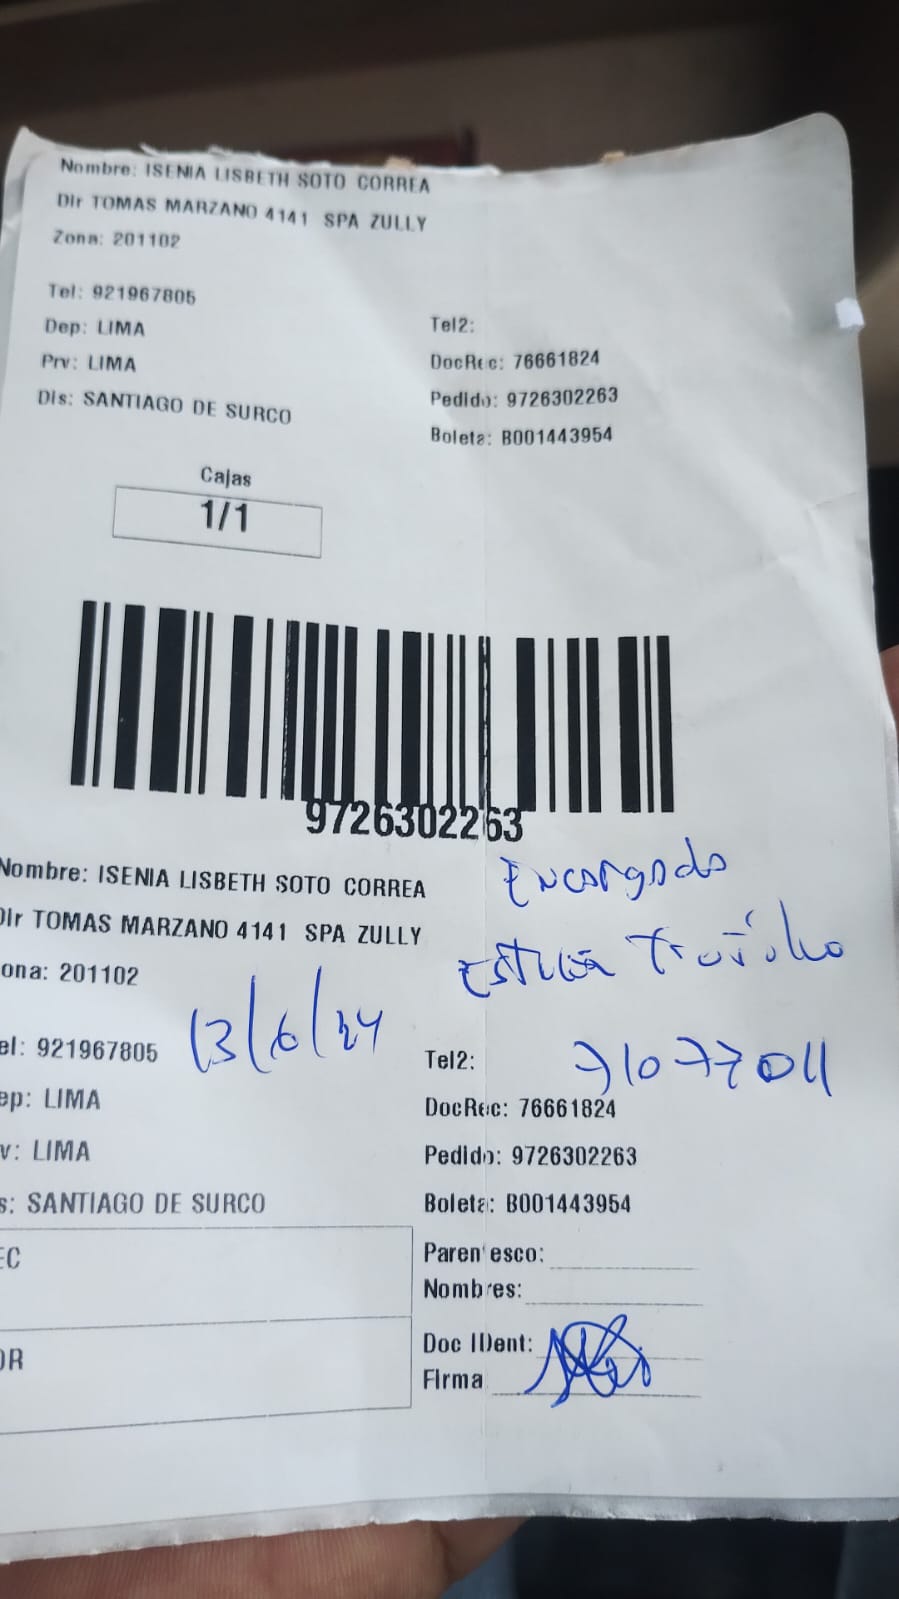 Nombre: ISENIA LISBETH SOTO CORREA
Dir TOMAS MARZANO 4141 SPA ZULLY
Zona: 201102
Tel: 921967805
Tel2:
Dep: LIMA
DocRec: 76661824
Prv: LIMA
Pedido: 9726302263
Dis: SANTIAGO DE SURCO
Boleta: B001443954
Cajas
1/1
9726302263
Nombre: ISENIA LISBETH SOTO CORREA
Encargado
Dir TOMAS MARZANO 4141 SPA ZULLY
Trujillo
ona: 201102
13/6/24
el: 921967805
Tel2:
71077011
ep: LIMA
DocRec: 76661824
v: LIMA
Pedido: 9726302263
s: SANTIAGO DE SURCO
Boleta: B001443954
EC
Parentesco:
Nombres:
OR
Doc IDent:
Firma